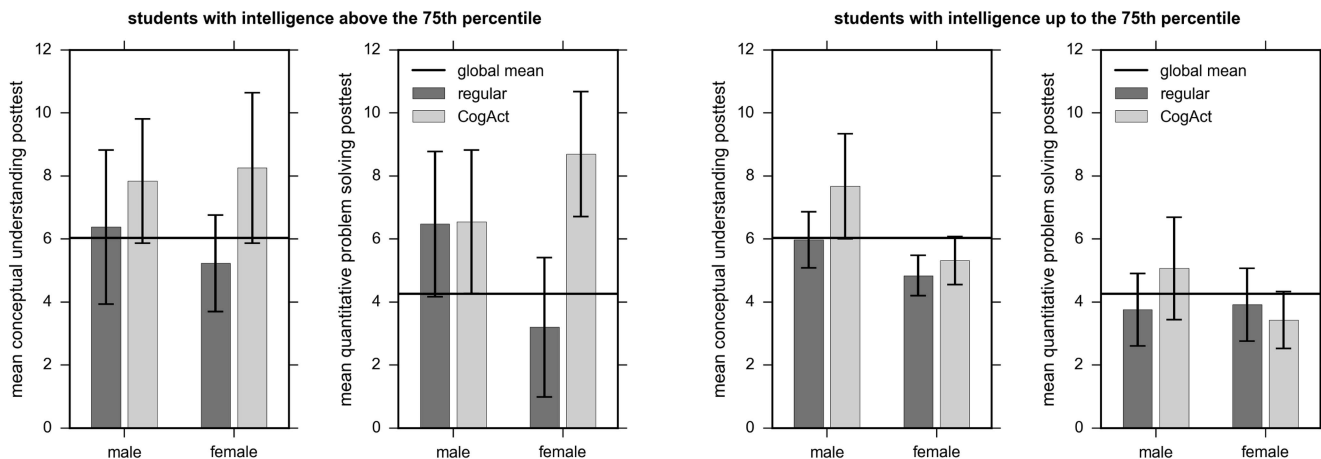 students with intelligence above the 75th percentile
mean conceptual understanding posttest
12
10
8
6
4
2
0
male
female
mean quantitative problem solving posttest
12
10
8
6
4
2
0
global mean
regular
CogAct
male
female
students with intelligence up to the 75th percentile
mean conceptual understanding posttest
12
10
8
6
4
2
0
male
female
mean quantitative problem solving posttest
12
10
8
6
4
2
0
global mean
regular
CogAct
male
female